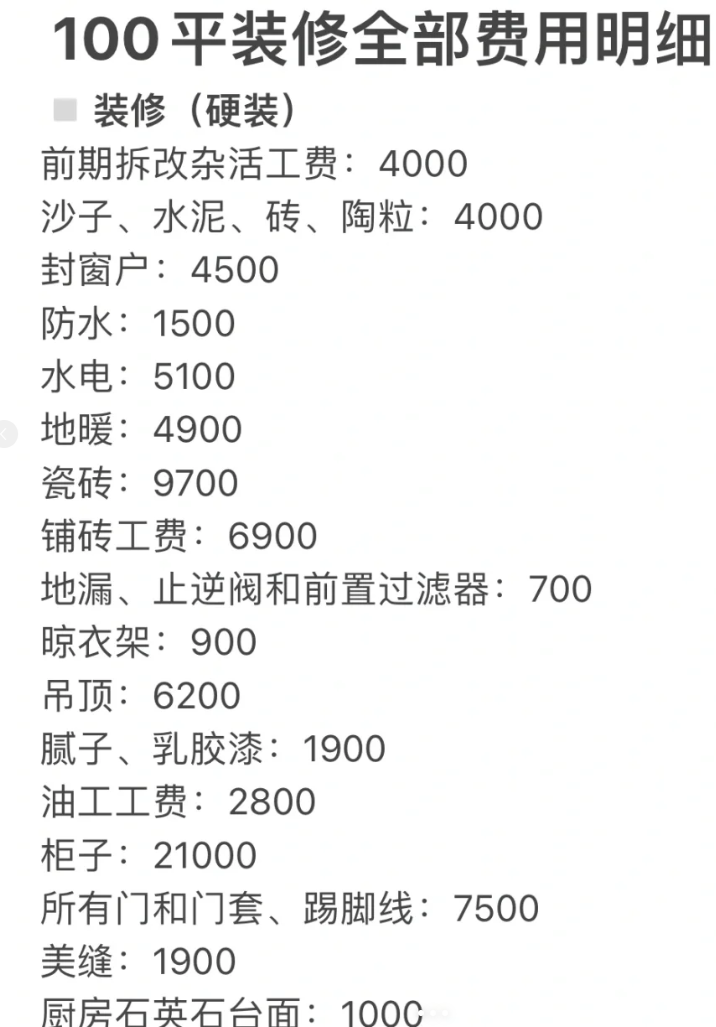 100平装修全部费用明细
装修（硬装）
前期拆改杂活工费：4000
沙子、水泥、砖、陶粒：4000
封窗户：4500
防水：1500
水电：5100
地暖：4900
瓷砖：9700
铺砖工费：6900
地漏、止逆阀和前置过滤器：700
晾衣架：900
吊顶：6200
腻子、乳胶漆：1900
油工工费：2800
柜子：21000
所有门和门套、踢脚线：7500
美缝：1900
厨房石英石台面：1000